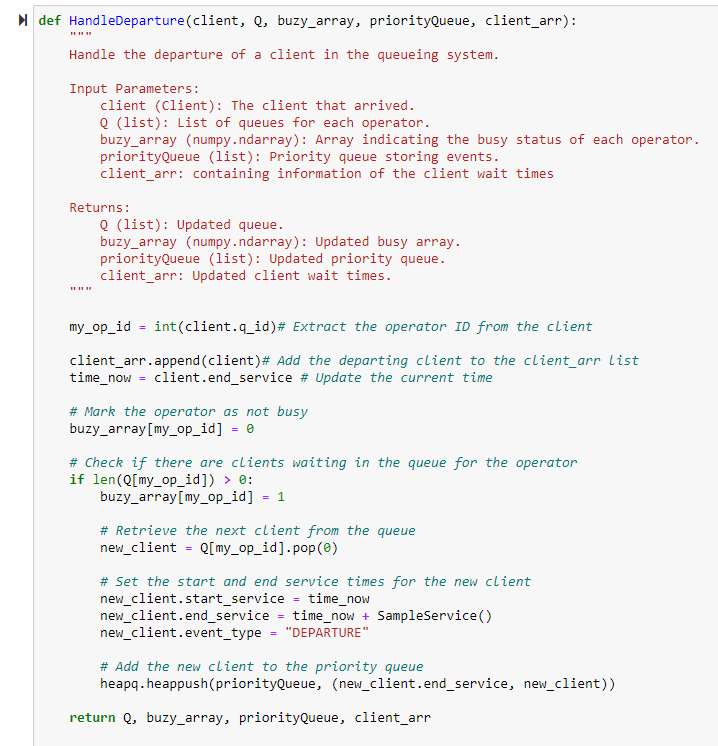 def HandleDeparture(client, Q, buzy_array, priorityQueue, client_arr):
    """
    Handle the departure of a client in the queueing system.

    Input Parameters:
        client (Client): The client that arrived.
        Q (list): List of queues for each operator.
        buzy_array (numpy.ndarray): Array indicating the busy status of each operator.
        priorityQueue (list): Priority queue storing events.
        client_arr: containing information of the client wait times

    Returns:
        Q (list): Updated queue.
        buzy_array (numpy.ndarray): Updated busy array.
        priorityQueue (list): Updated priority queue.
        client_arr: Updated client wait times.
    """

    my_op_id = int(client.q_id)# Extract the operator ID from the client

    client_arr.append(client)# Add the departing client to the client_arr list
    time_now = client.end_service # Update the current time

    # Mark the operator as not busy
    buzy_array[my_op_id] = 0

    # Check if there are clients waiting in the queue for the operator
    if len(Q[my_op_id]) > 0:
        buzy_array[my_op_id] = 1

        # Retrieve the next client from the queue
        new_client = Q[my_op_id].pop(0)

        # Set the start and end service times for the new client
        new_client.start_service = time_now
        new_client.end_service = time_now + SampleService()
        new_client.event_type = "DEPARTURE"

        # Add the new client to the priority queue
        heapq.heappush(priorityQueue, (new_client.end_service, new_client))

    return Q, buzy_array, priorityQueue, client_arr